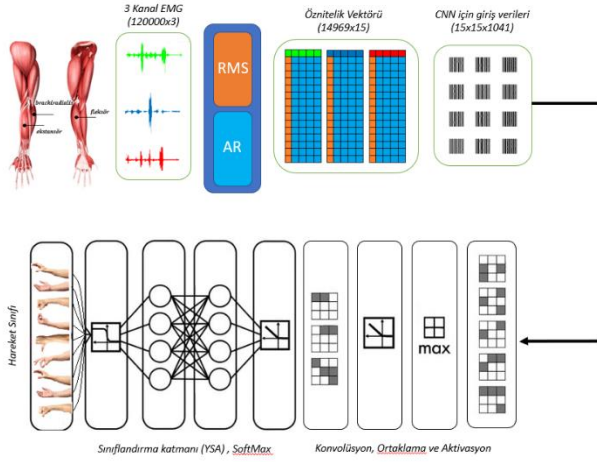 3 Kanal EMG
(120000x3)
Öznitelik Vektörü
(14969x15)
CNN için giriş verileri
(15x15x1041)
RMS
AR
brachiradialis
fleksör
ekstansör
Hareket Sınıfı
max
Sınıflandırma katmanı (YSA) , SoftMax
Konvolüsyon, Ortaklama ve Aktivasyon